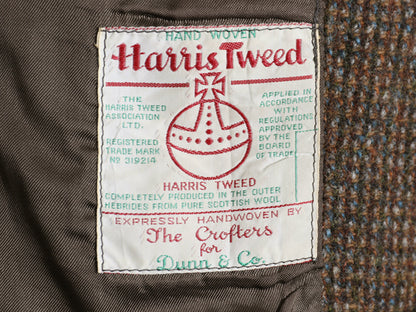 HAND WOVEN
Harris Tweed
THE
HARRIS TWEED
ASSOCIATION
LTD.
REGISTERED
TRADE MARK
No 319214
APPLIED IN
ACCORDANCE
WITH
REGULATIONS
APPROVED
BY THE
BOARD
OF TRADE
HARRIS TWEED
COMPLETELY PRODUCED IN THE OUTER
HEBRIDES FROM PURE SCOTTISH WOOL
EXPRESSLY HANDWOVEN BY
The Crofters
for
Dunn & Co.